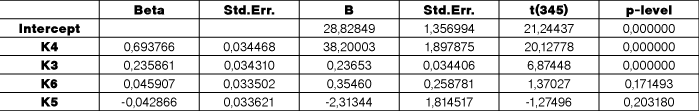 Beta Std.Err. B Std.Err. t(345) p-level
Intercept 28,82849 1,356994 21,24437 0,000000
K4 0,693766 0,034468 38,20003 1,897875 20,12778 0,000000
K3 0,235861 0,034310 0,23653 0,034406 6,87448 0,000000
K6 0,045907 0,033502 0,35460 0,258781 1,37027 0,171493
K5 -0,042866 0,033621 -2,31344 1,814517 -1,27496 0,203180